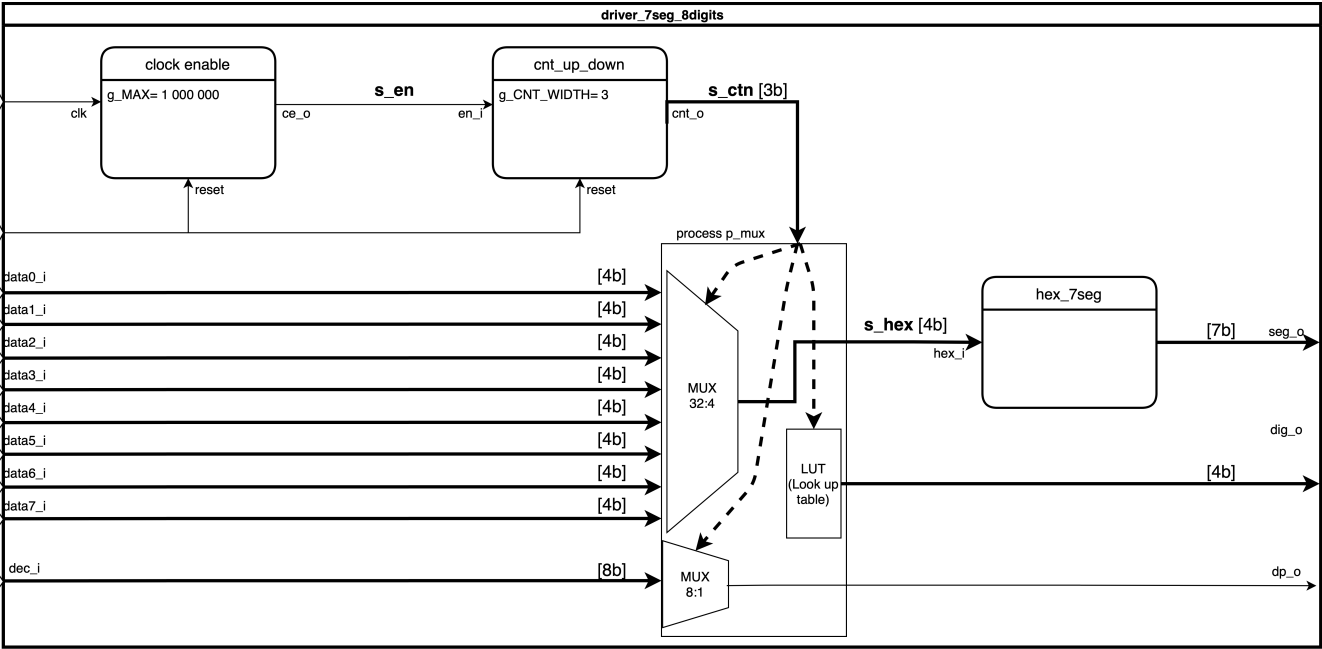 driver_7seg_8digits
clock enable
g_MAX= 1 000 000
clk
ce_o
reset
s_en
cnt_up_down
g_CNT_WIDTH= 3
en_i
cnt_o
reset
s_ctn [3b]
process p_mux
data0_i [4b]
data1_i [4b]
data2_i [4b]
data3_i [4b]
data4_i [4b]
data5_i [4b]
data6_i [4b]
data7_i [4b]
dec_i [8b]
MUX
32:4
LUT
(Look up
table)
MUX
8:1
s_hex [4b]
hex_i
hex_7seg
[7b] seg_o
dig_o
[4b]
dp_o